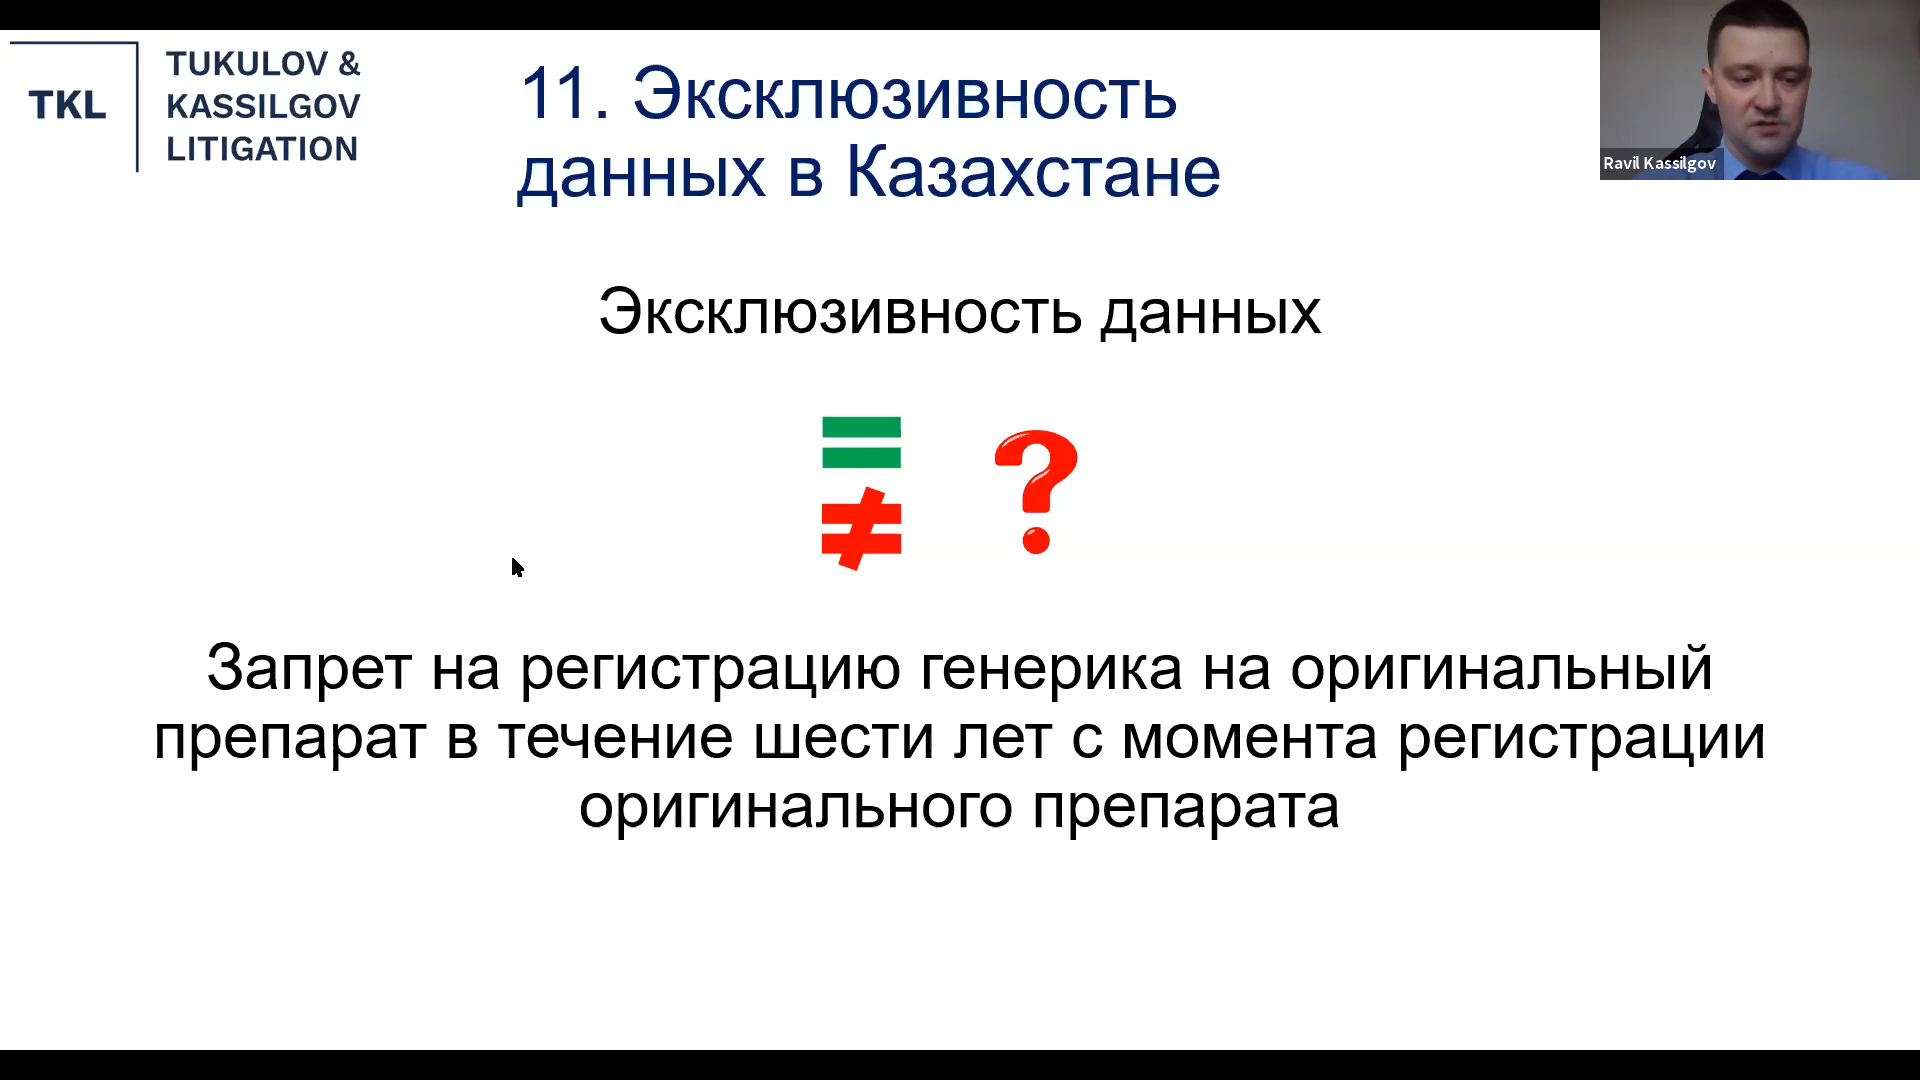 TKL
TUKULOV &
KASSILGOV
LITIGATION
11. Эксклюзивность
данных в Казахстане
Ravil Kassilgov
Эксклюзивность данных
=
≠
?
Запрет на регистрацию генерика на оригинальный
препарат в течение шести лет с момента регистрации
оригинального препарата